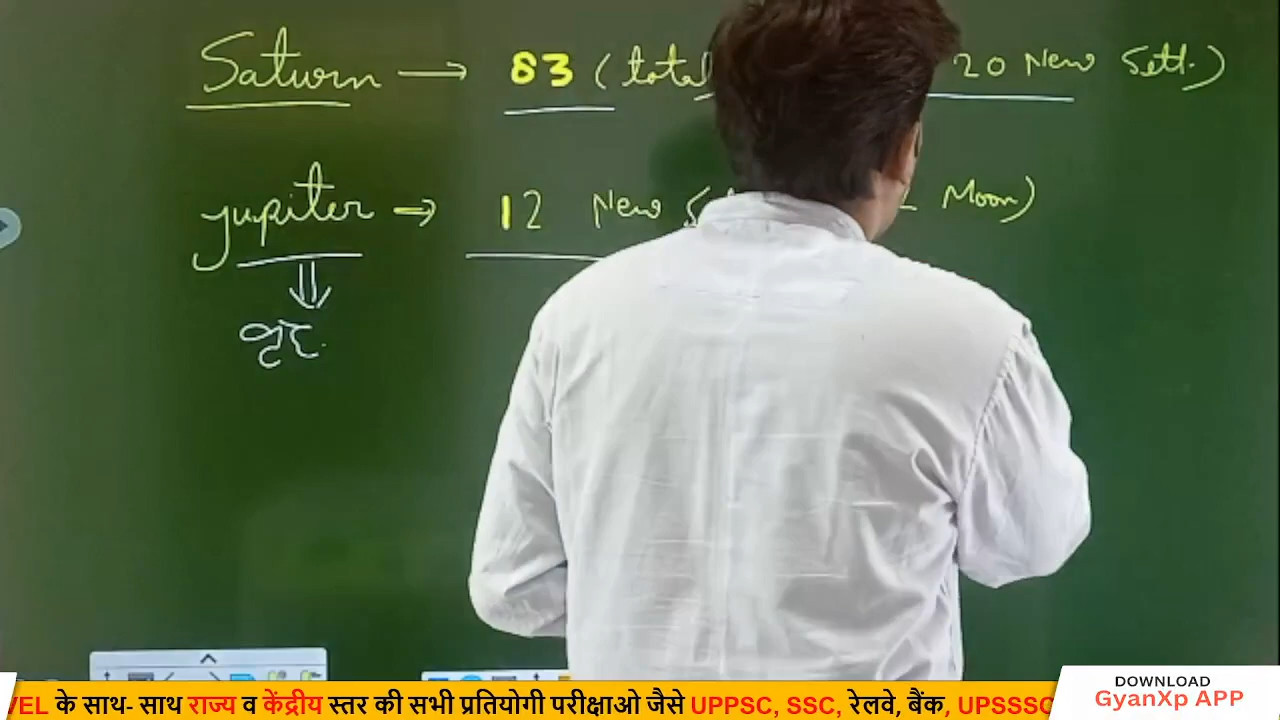 Saturn → 83 (total 20 New Setl.)
Jupiter → 12 New Moon)
⇓
बृह.
VEL के साथ- साथ राज्य व केंद्रीय स्तर की सभी प्रतियोगी परीक्षाओ जैसे UPPSC, SSC, रेलवे, बैंक, UPSSSC
DOWNLOAD
GyanXp APP